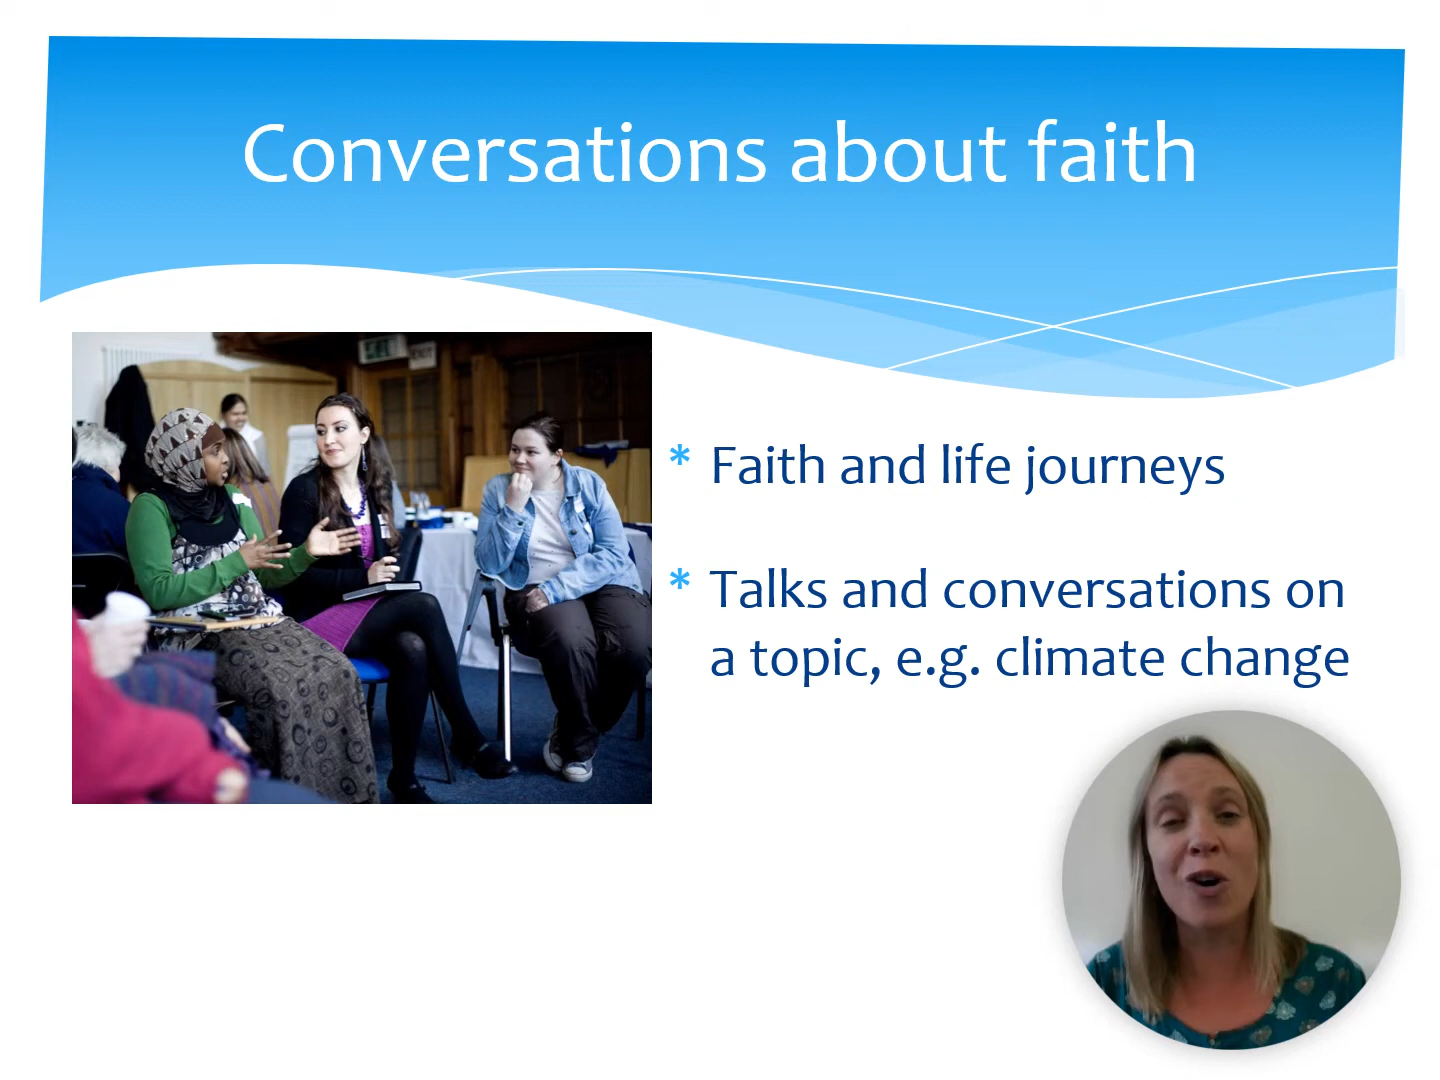 Conversations about faith
* Faith and life journeys
* Talks and conversations on
a topic, e.g. climate change